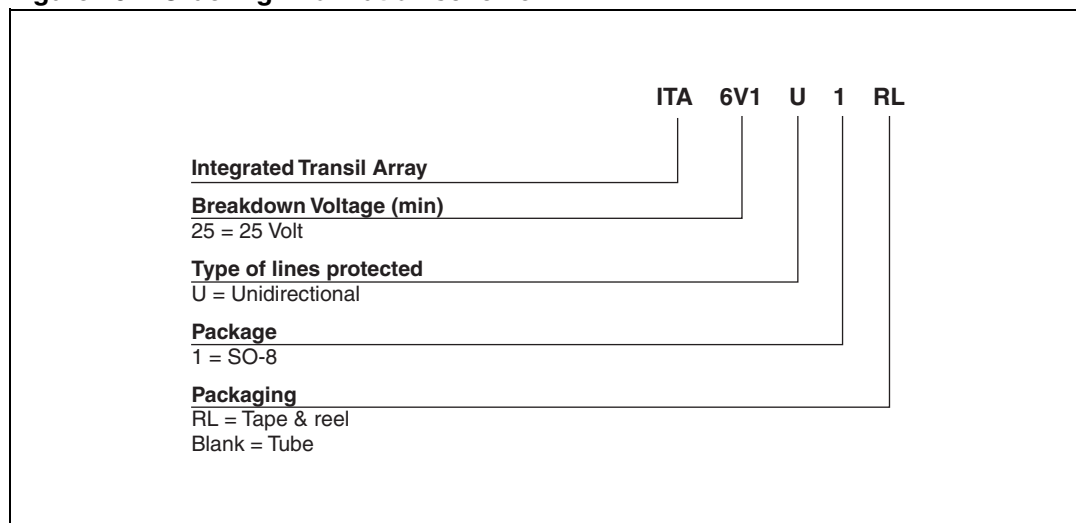 ITA 6V1 U 1 RL
Integrated Transil Array
Breakdown Voltage (min)
25 = 25 Volt
Type of lines protected
U = Unidirectional
Package
1 = SO-8
Packaging
RL = Tape & reel
Blank = Tube